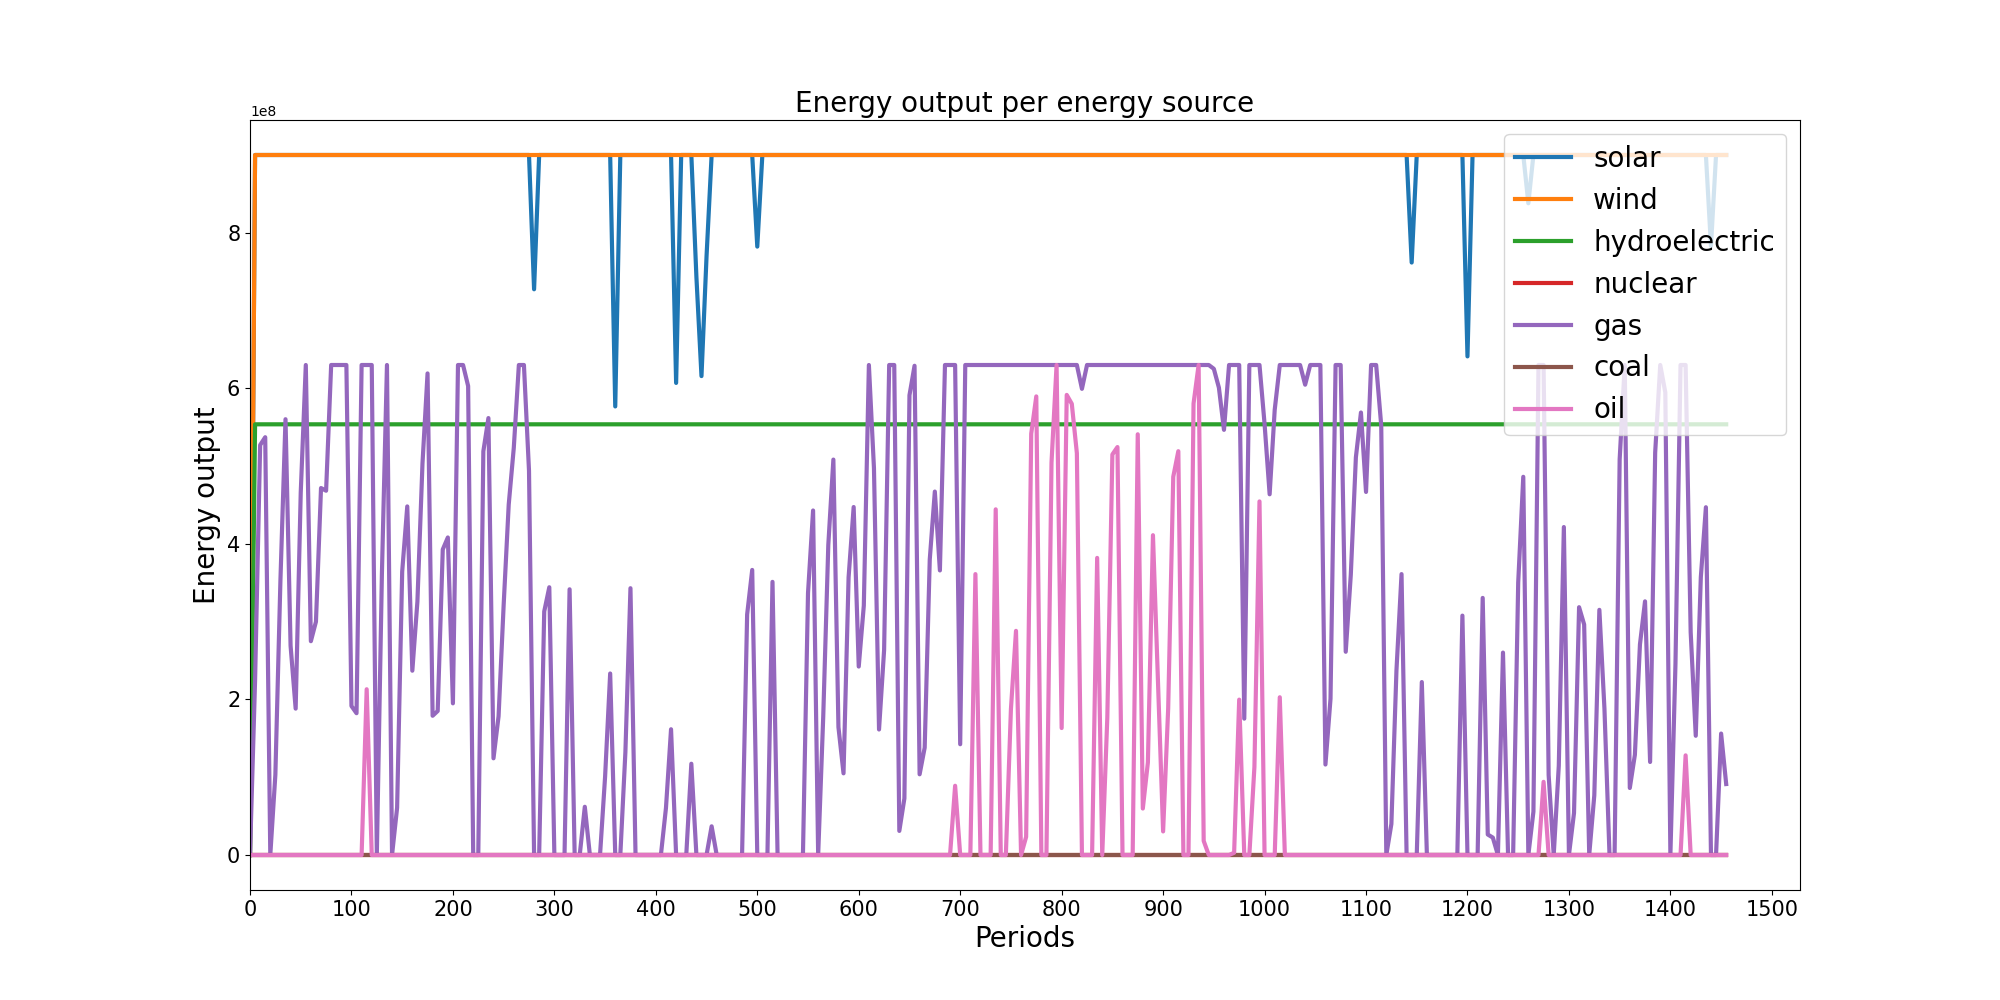 Energy output per energy source
1e8
solar
wind
hydroelectric
nuclear
gas
coal
oil
8
6
4
2
0
Energy output
0 100 200 300 400 500 600 700 800 900 1000 1100 1200 1300 1400 1500
Periods